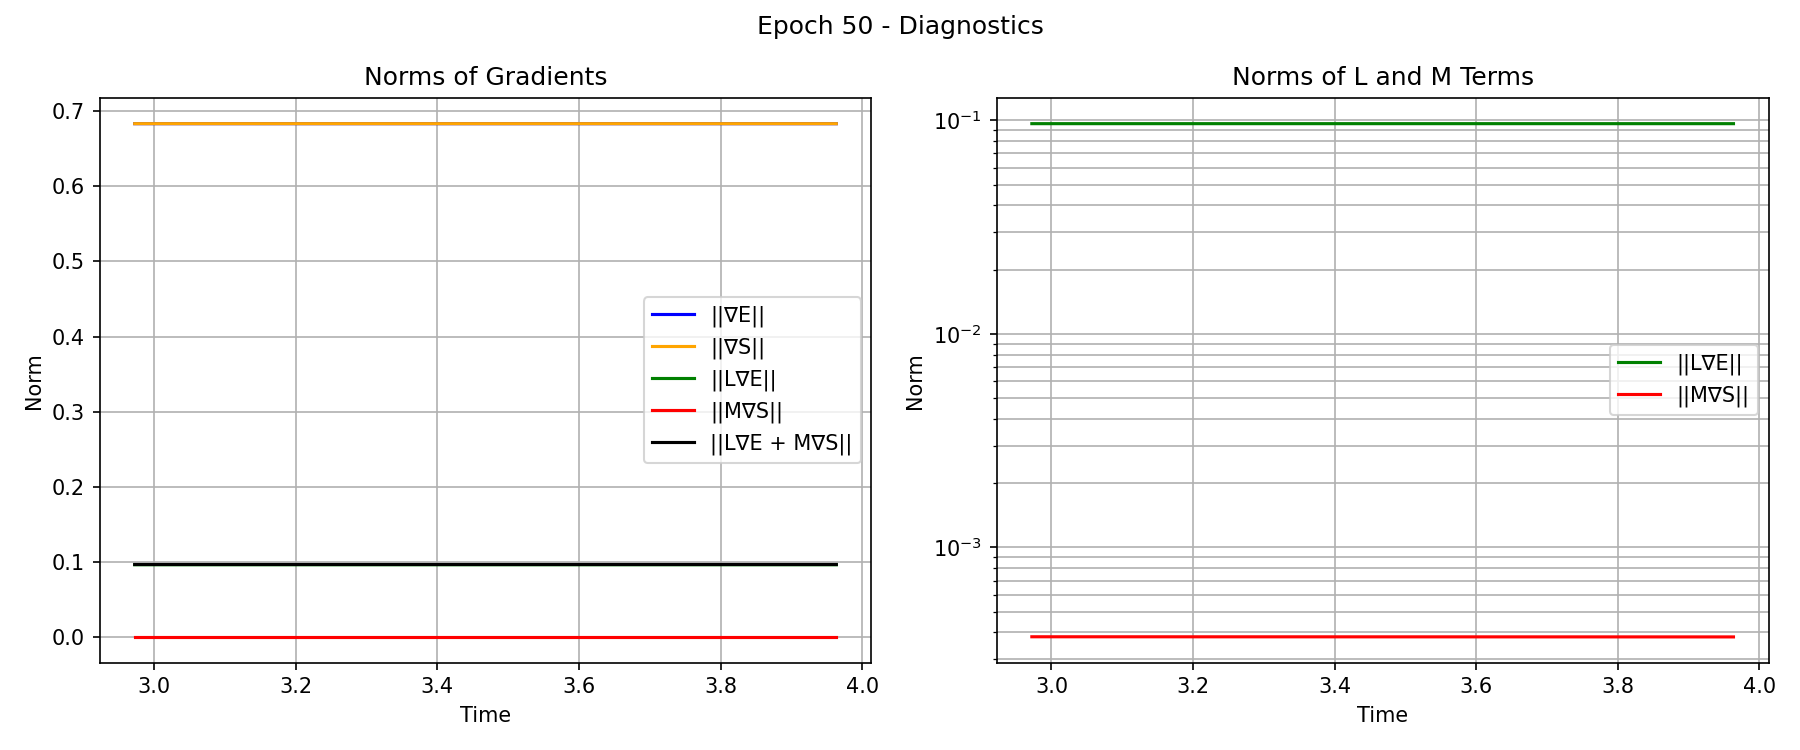 Epoch 50 - Diagnostics
Norms of Gradients
0.7
0.6
0.5
0.4
0.3
0.2
0.1
0.0
Norm
3.0 3.2 3.4 3.6 3.8 4.0
Time
||∇E||
||∇S||
||L∇E||
||M∇S||
||L∇E + M∇S||
Norms of L and M Terms
10⁻¹
10⁻²
10⁻³
Norm
3.0 3.2 3.4 3.6 3.8 4.0
Time
||L∇E||
||M∇S||